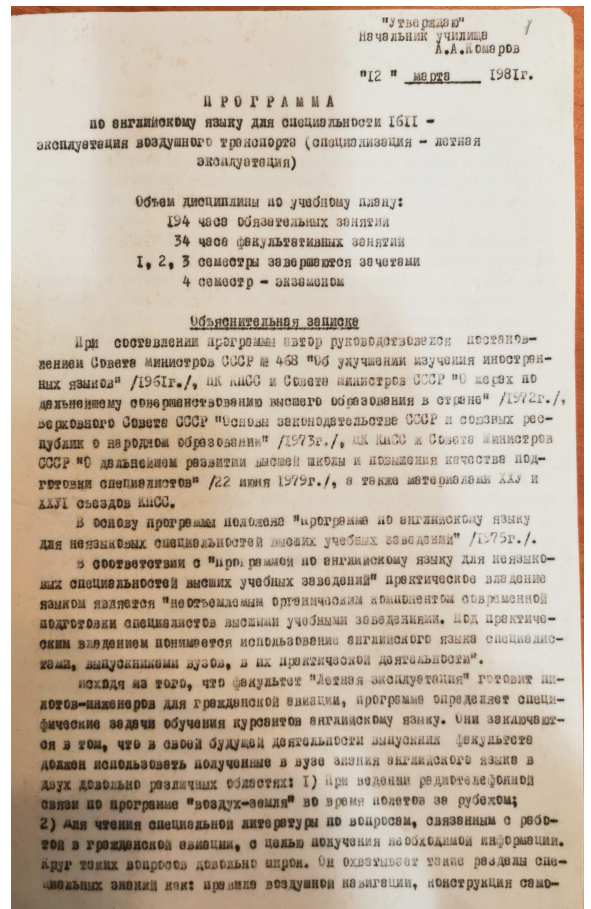 "Утверждаю"
Начальник училища
А.А.Комаров
"12 " марта 1981г.
ПРОГРАММА
по английскому языку для специальности 1611 -
эксплуатация воздушного транспорта (специализация - летная
эксплуатация)
Объем дисциплины по учебному плану:
194 часа обязательных занятий
34 часа факультативных занятий
1, 2, 3 семестры завершаются зачетами
4 семестр - экзаменом
Объяснительная записка
При составлении программы автор руководствовался постанов-
лением Совета Министров СССР № 468 "Об улучшении изучения иностран-
ных языков" /1961г./, ЦК КПСС и Совета Министров СССР "О мерах по
дальнейшему совершенствованию высшего образования в стране" /1972г./,
Верховного Совета СССР "Основы законодательства СССР и союзных рес-
публик о народном образовании" /1973г./, ЦК КПСС и Совета Министров
СССР "О дальнейшем развитии высшей школы и повышения качества под-
готовки специалистов" /22 июня 1979г./, а также материалами ХХУ и
ХХУI съездов КПСС.
В основу программы положена "Программа по английскому языку
для неязыковых специальностей высших учебных заведений" /1975г./.
В соответствии с "Программой по английскому языку для неязыко-
вых специальностей высших учебных заведений" практическое владение
языком является "неотъемлемым органическим компонентом современной
подготовки специалистов высшими учебными заведениями. Под практиче-
ским владением понимается использование английского языка специалис-
тами, выпускниками вузов, в их практической деятельности".
Исходя из того, что факультет "Летная эксплуатация" готовит пи-
лотов-инженеров для гражданской авиации, программа определяет специ-
фические задачи обучения курсантов английскому языку. Они заключают-
ся в том, что в своей будущей деятельности выпускник факультета
должен использовать полученные в вузе знания английского языка в
двух довольно различных областях: 1) При ведении радиотелефонной
связи по программе "воздух-земля" во время полетов за рубежом;
2) Для чтения специальной литературы по вопросам, связанным с рабо-
той в гражданской авиации, с целью получения необходимой информации.
Круг таких вопросов довольно широк. Он охватывает такие разделы спе-
циальных знаний как: правила воздушной навигации, конструкция само-